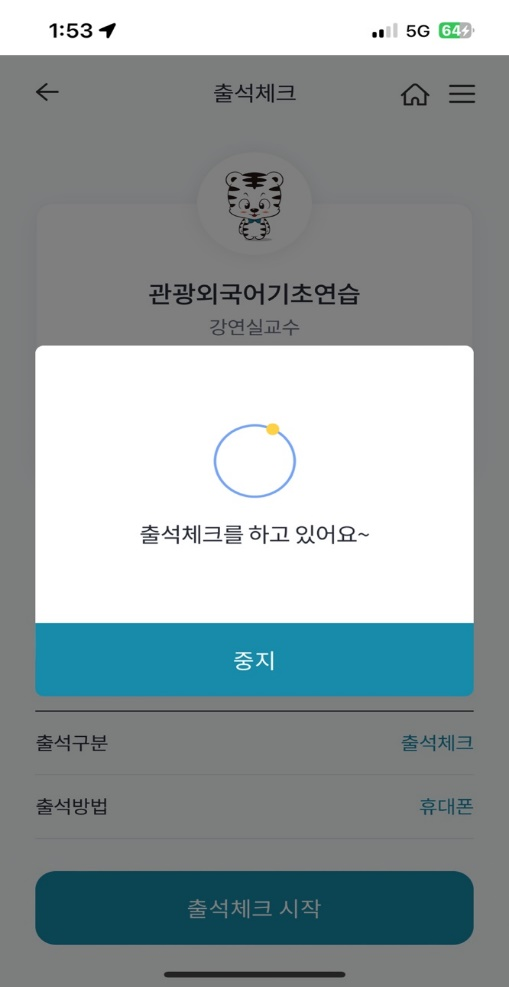 1:53
5G
64
출석체크
관광외국어기초연습
강연실교수
출석체크를 하고 있어요~
중지
출석구분 출석체크
출석방법 휴대폰
출석체크 시작